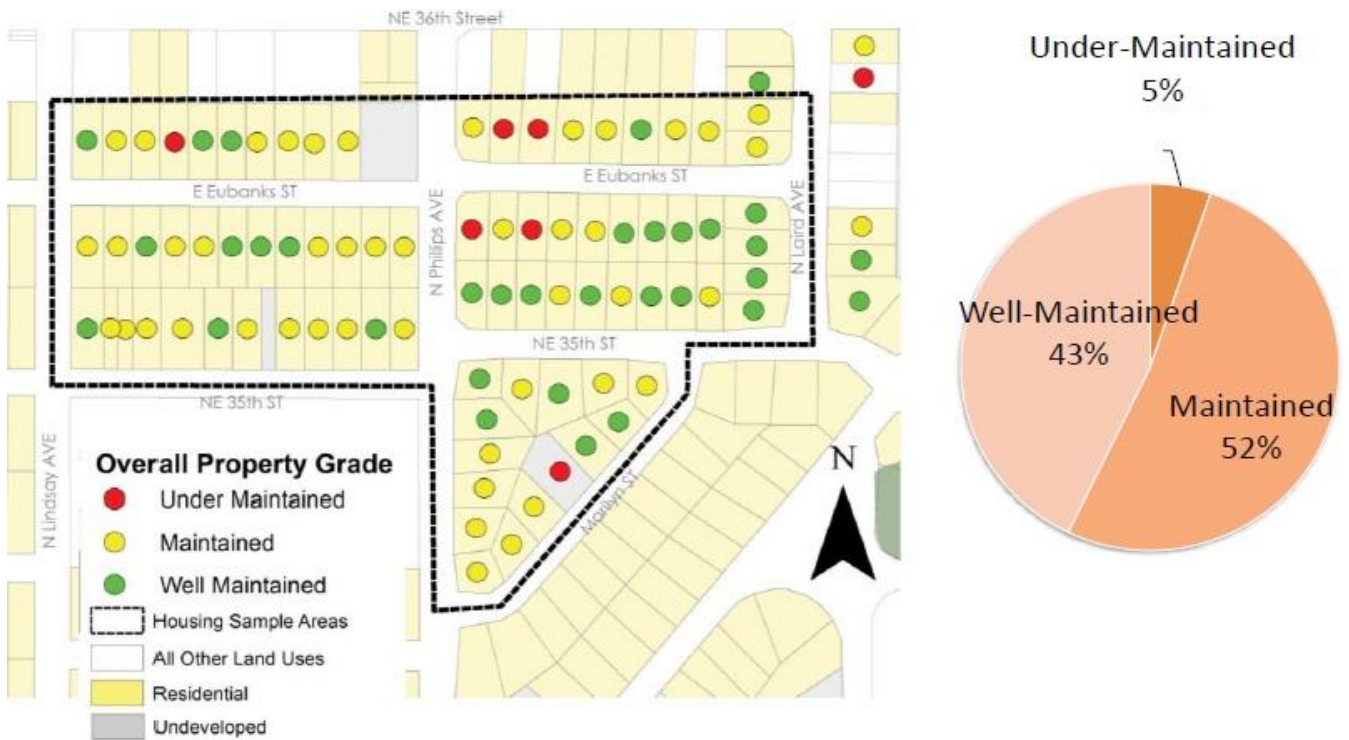 NE 36th Street
E Eubanks ST
E Eubanks ST
N Phillips AVE
N Laird AVE
NE 35th ST
NE 35th ST
N Lindsay AVE
Marilyn ST
N
Overall Property Grade
Under Maintained
Maintained
Well Maintained
Housing Sample Areas
All Other Land Uses
Residential
Undeveloped
Under-Maintained
5%
Well-Maintained
43%
Maintained
52%